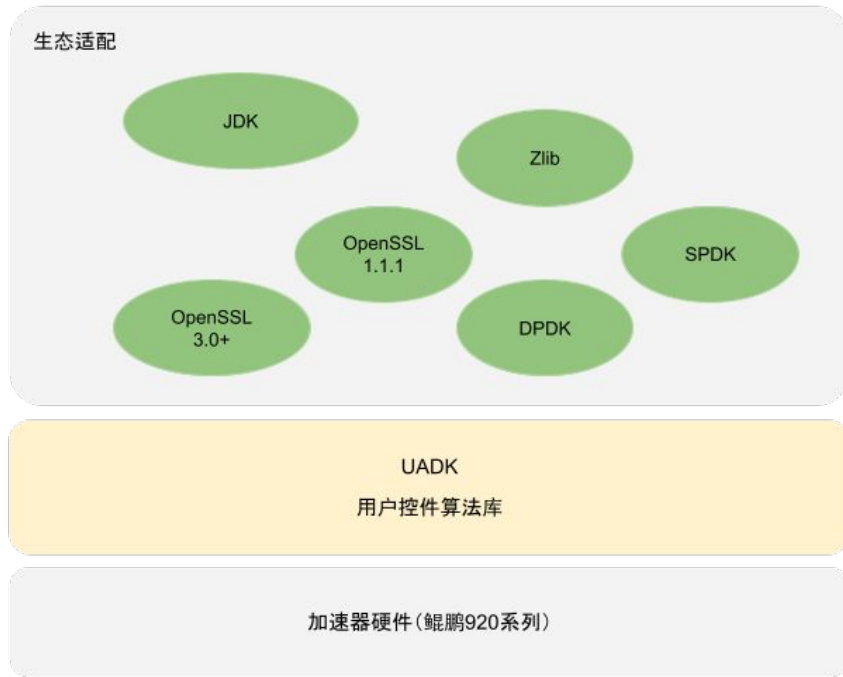 生态适配
JDK
Zlib
OpenSSL
1.1.1
SPDK
OpenSSL
3.0+
DPDK
UADK
用户控件算法库
加速器硬件(鲲鹏920系列)